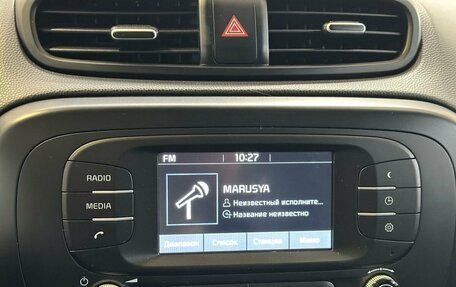 FM 10:27
RADIO
MEDIA
MARUSYA
Неизвестный исполните...
Название неизвестно
Диапазон Список Станции Меню